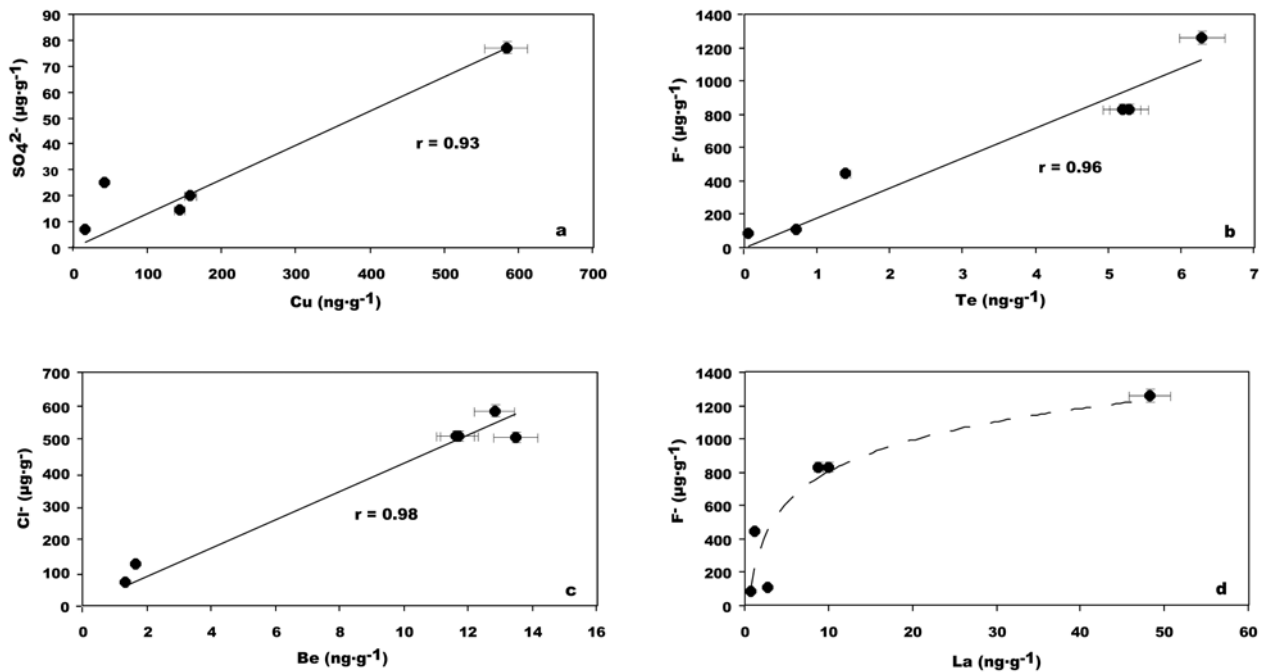 90
80
70
60
50
40
30
20
10
0
SO₄²⁻ (µg·g⁻¹)
r = 0.93
a
0 100 200 300 400 500 600 700
Cu (ng·g⁻¹)
1400
1200
1000
800
600
400
200
0
F⁻ (µg·g⁻¹)
r = 0.96
b
0 1 2 3 4 5 6 7
Te (ng·g⁻¹)
700
600
500
400
300
200
100
0
Cl⁻ (µg·g⁻)
r = 0.98
c
0 2 4 6 8 10 12 14 16
Be (ng·g⁻¹)
1400
1200
1000
800
600
400
200
0
F⁻ (µg·g⁻¹)
d
0 10 20 30 40 50 60
La (ng·g⁻¹)